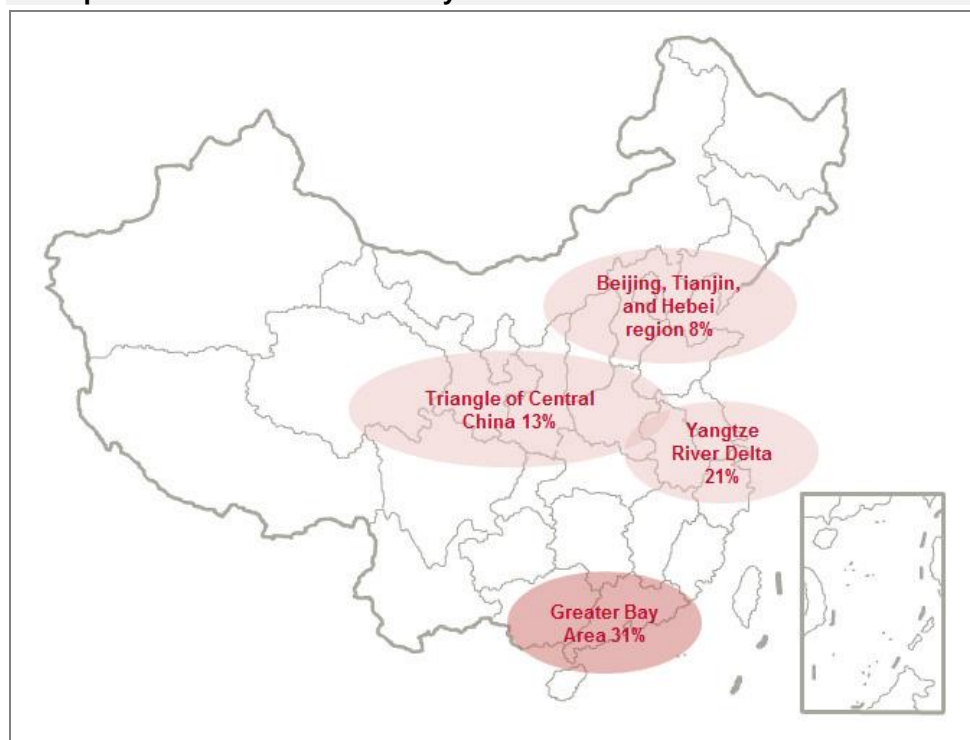 Beijing, Tianjin,
and Hebei
region 8%
Triangle of Central
China 13%
Yangtze
River Delta
21%
Greater Bay
Area 31%